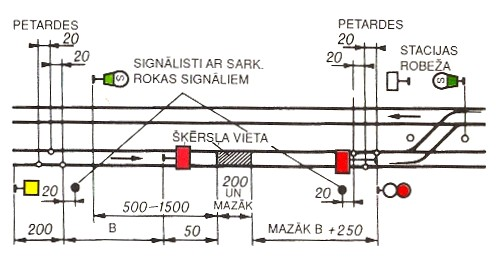 PETARDES
20
20
SIGNĀLISTI AR SARK.
ROKAS SIGNĀLIEM
S
PETARDES
20
20
STACIJAS
ROBEŽA
S
ŠĶĒRŠĻA VIETA
20
200
UN
MAZĀK
20
500–1500
200
B
50
MAZĀK B +250